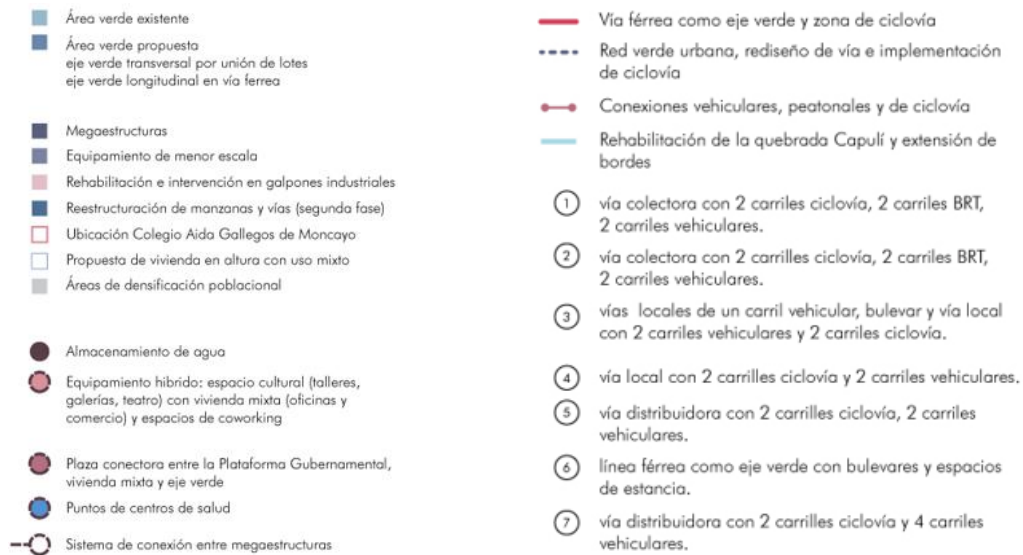 Área verde existente
Área verde propuesta
eje verde transversal por unión de lotes
eje verde longitudinal en vía ferrea
Megaestructuras
Equipamiento de menor escala
Rehabilitación e intervención en galpones industriales
Reestructuración de manzanas y vías (segunda fase)
Ubicación Colegio Aida Gallegos de Moncayo
Propuesta de vivienda en altura con uso mixto
Áreas de densificación poblacional
Almacenamiento de agua
Equipamiento hibrido: espacio cultural (talleres,
galerías, teatro) con vivienda mixta (oficinas y
comercio) y espacios de coworking
Plaza conectora entre la Plataforma Gubernamental,
vivienda mixta y eje verde
Puntos de centros de salud
Sistema de conexión entre megaestructuras
Vía férrea como eje verde y zona de ciclovía
Red verde urbana, rediseño de vía e implementación
de ciclovía
Conexiones vehiculares, peatonales y de ciclovía
Rehabilitación de la quebrada Capulí y extensión de
bordes
1 vía colectora con 2 carriles ciclovía, 2 carriles BRT,
2 carriles vehiculares.
2 vía colectora con 2 carrilles ciclovía, 2 carriles BRT,
2 carriles vehiculares.
3 vías locales de un carril vehicular, bulevar y vía local
con 2 carriles vehiculares y 2 carriles ciclovía.
4 vía local con 2 carrilles ciclovía y 2 carriles vehiculares.
5 vía distribuidora con 2 carrilles ciclovía, 2 carriles
vehiculares.
6 línea férrea como eje verde con bulevares y espacios
de estancia.
7 vía distribuidora con 2 carrilles ciclovía y 4 carriles
vehiculares.